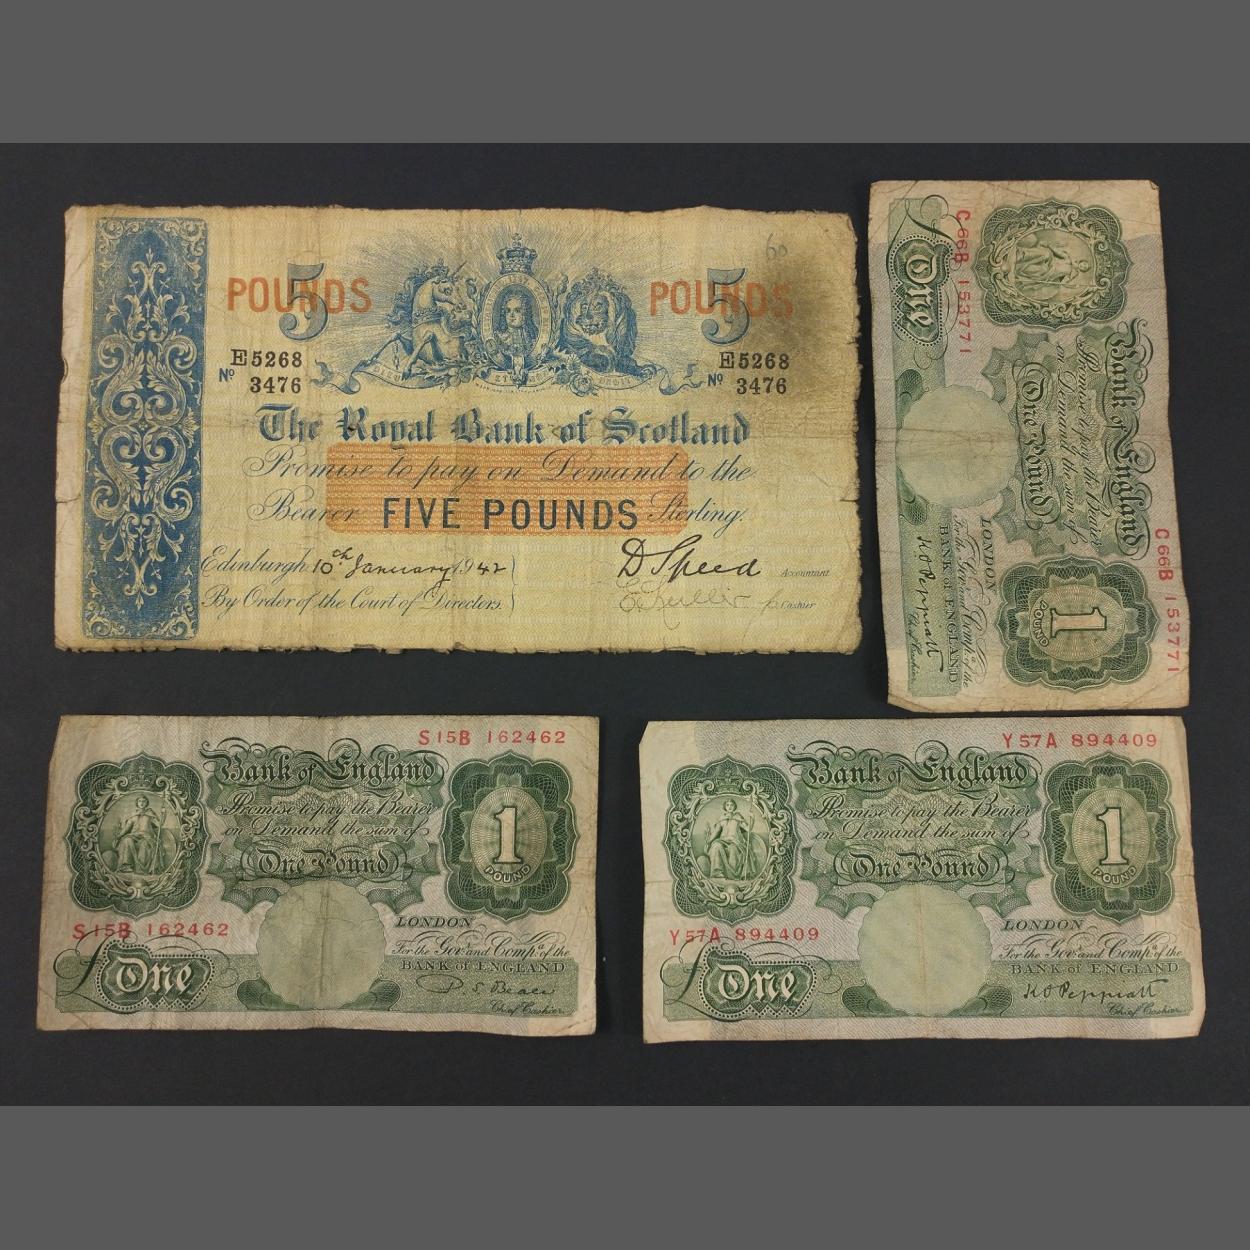 60
POUNDS 5
5 POUNDS
E5268
Nº 3476
E5268
Nº 3476
DIEU ET MON DROIT
The Royal Bank of Scotland
Promise to pay on Demand to the
Bearer FIVE POUNDS Sterling.
Edinburgh 10th January 1942
D Speed Accountant
By Order of the Court of Directors.
Cashier
C66B 153771
Bank of England
Promise to pay the Bearer
on Demand the sum of
One Pound
1
POUND
C66B 153771
£One
LONDON
For the Govr. and Compa. of the
BANK of ENGLAND
K O Peppiatt
Chief Cashier.
S15B 162462
Bank of England
Promise to pay the Bearer
on Demand the sum of
One Pound
1
POUND
S15B 162462
LONDON
For the Govr. and Compa. of the
BANK of ENGLAND
£One
P. S. Beale
Chief Cashier.
Y57A 894409
Bank of England
Promise to pay the Bearer
on Demand the sum of
One Pound
1
POUND
Y57A 894409
LONDON
For the Govr. and Compa. of the
BANK of ENGLAND
£One
K O Peppiatt
Chief Cashier.